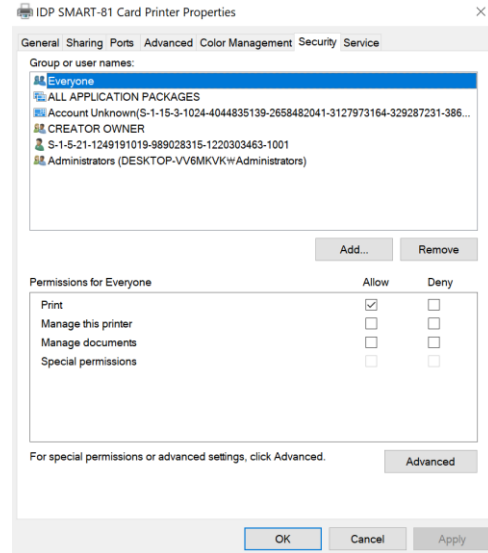 IDP SMART-81 Card Printer Properties
General Sharing Ports Advanced Color Management Security Service
Group or user names:
Everyone
ALL APPLICATION PACKAGES
Account Unknown(S-1-15-3-1024-4044835139-2658482041-3127973164-329287231-386...
CREATOR OWNER
S-1-5-21-1249191019-989028315-1220303463-1001
Administrators (DESKTOP-VV6MKVK₩Administrators)
Add... Remove
Permissions for Everyone Allow Deny
Print
Manage this printer
Manage documents
Special permissions
For special permissions or advanced settings, click Advanced. Advanced
OK Cancel Apply